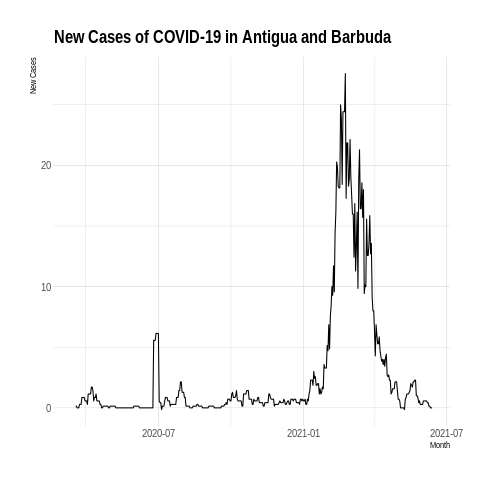 New Cases of COVID-19 in Antigua and Barbuda
New Cases
20
10
0
2020-07
2021-01
2021-07
Month